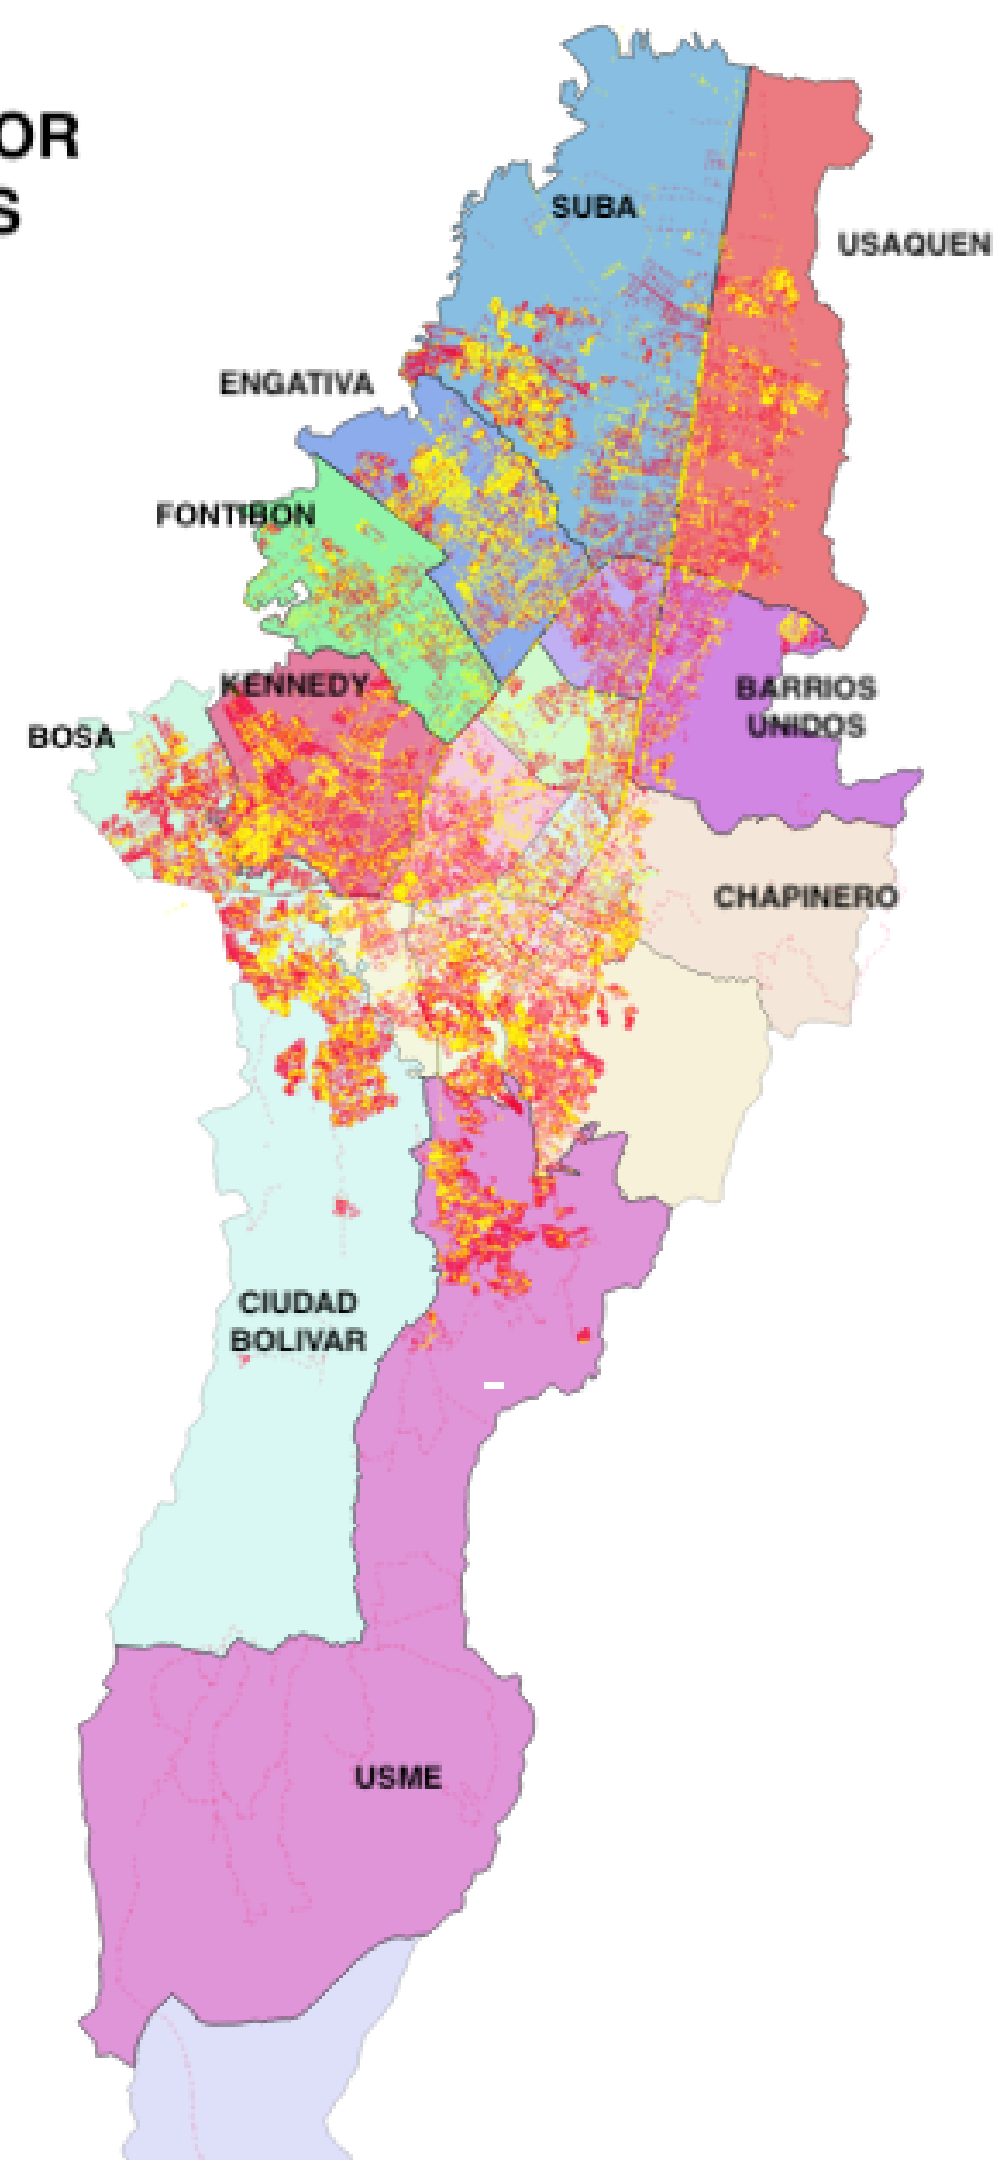 OR
S
SUBA
USAQUEN
ENGATIVA
FONTIBON
KENNEDY
BARRIOS
UNIDOS
BOSA
CHAPINERO
CIUDAD
BOLIVAR
USME